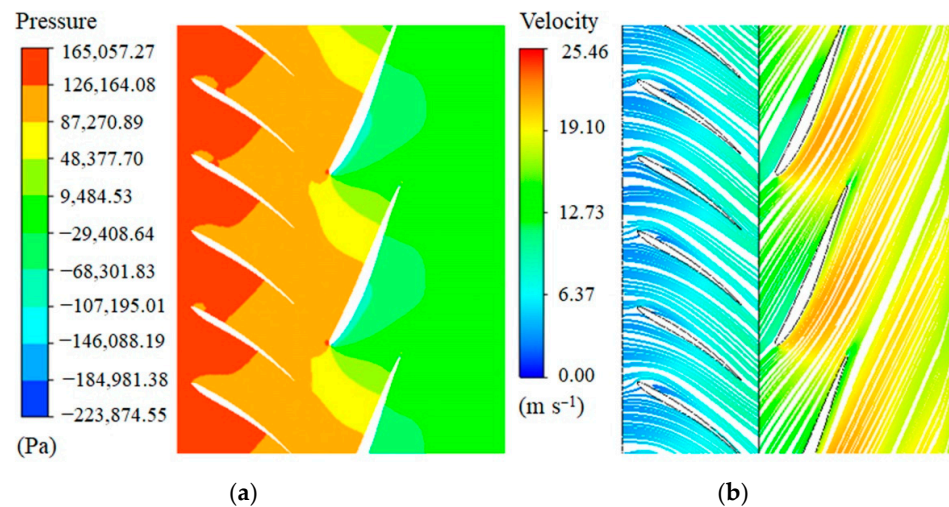 Pressure
165,057.27
126,164.08
87,270.89
48,377.70
9,484.53
−29,408.64
−68,301.83
−107,195.01
−146,088.19
−184,981.38
−223,874.55
(Pa)
Velocity
25.46
19.10
12.73
6.37
0.00
(m s⁻¹)
(a)
(b)